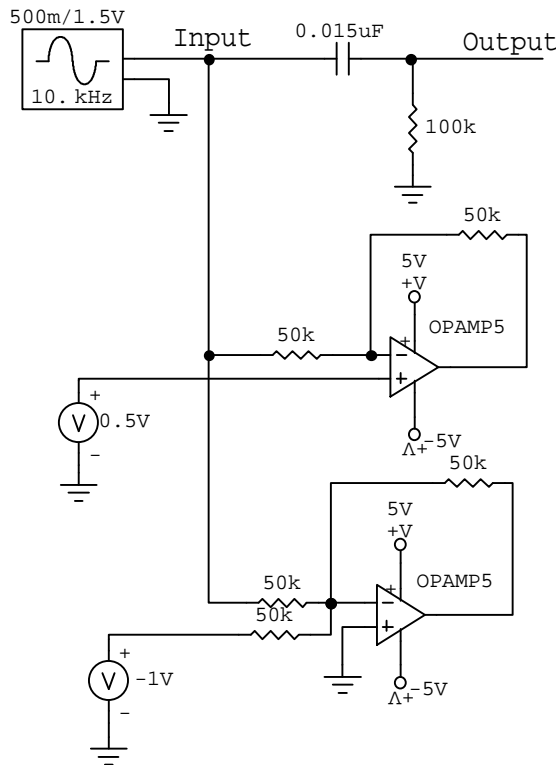 500m/1.5V
Input
0.015uF
Output
10. kHz
100k
50k
5V
+V
OPAMP5
50k
+
−
+
+
V
0.5V
−
Λ+
-5V
50k
5V
+V
OPAMP5
50k
+
−
50k
+
+
V
-1V
−
Λ+
-5V